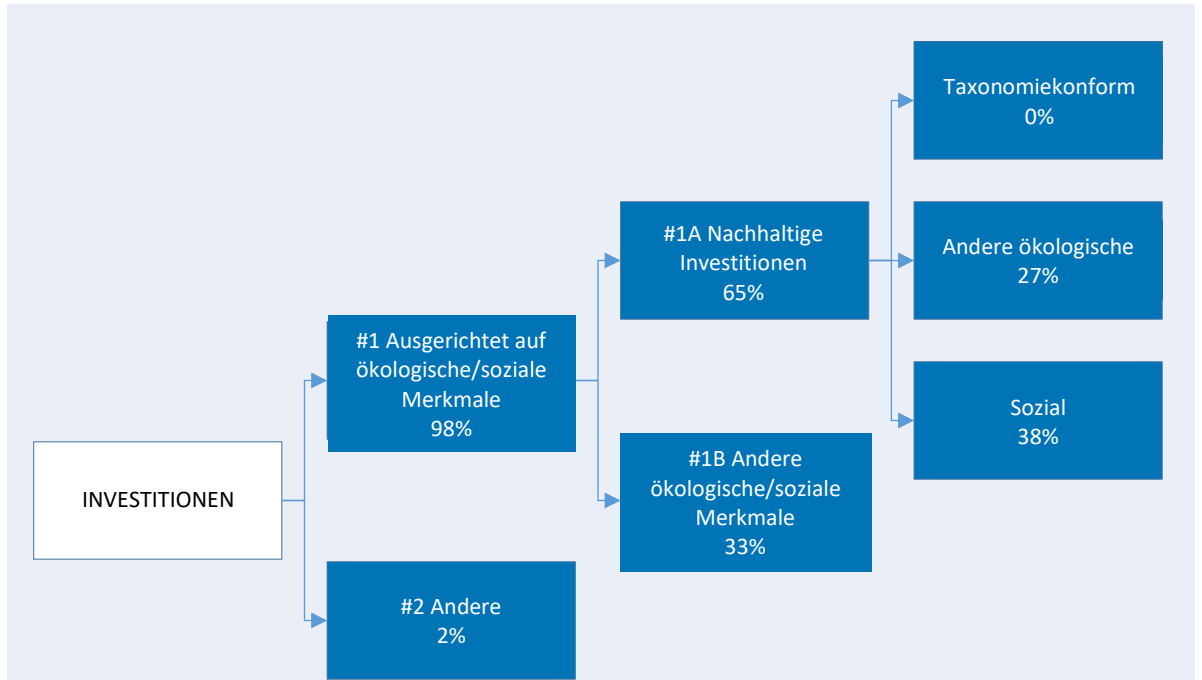 INVESTITIONEN
#1 Ausgerichtet auf
ökologische/soziale
Merkmale
98%
#2 Andere
2%
#1A Nachhaltige
Investitionen
65%
#1B Andere
ökologische/soziale
Merkmale
33%
Taxonomiekonform
0%
Andere ökologische
27%
Sozial
38%